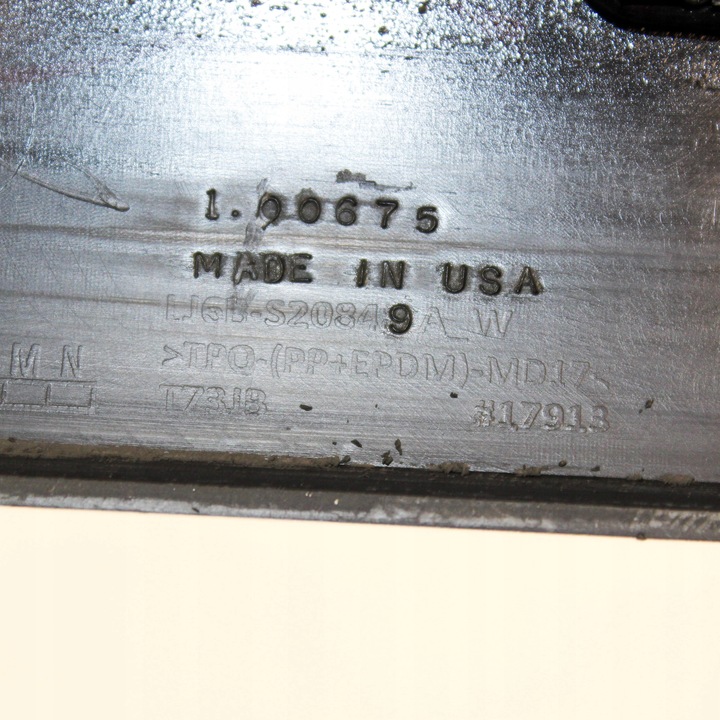 1.00675
MADE IN USA
LJ6B-S20849A_W
>TPO-(PP+EPDM)-MD17<
M N
T73J8 #17913